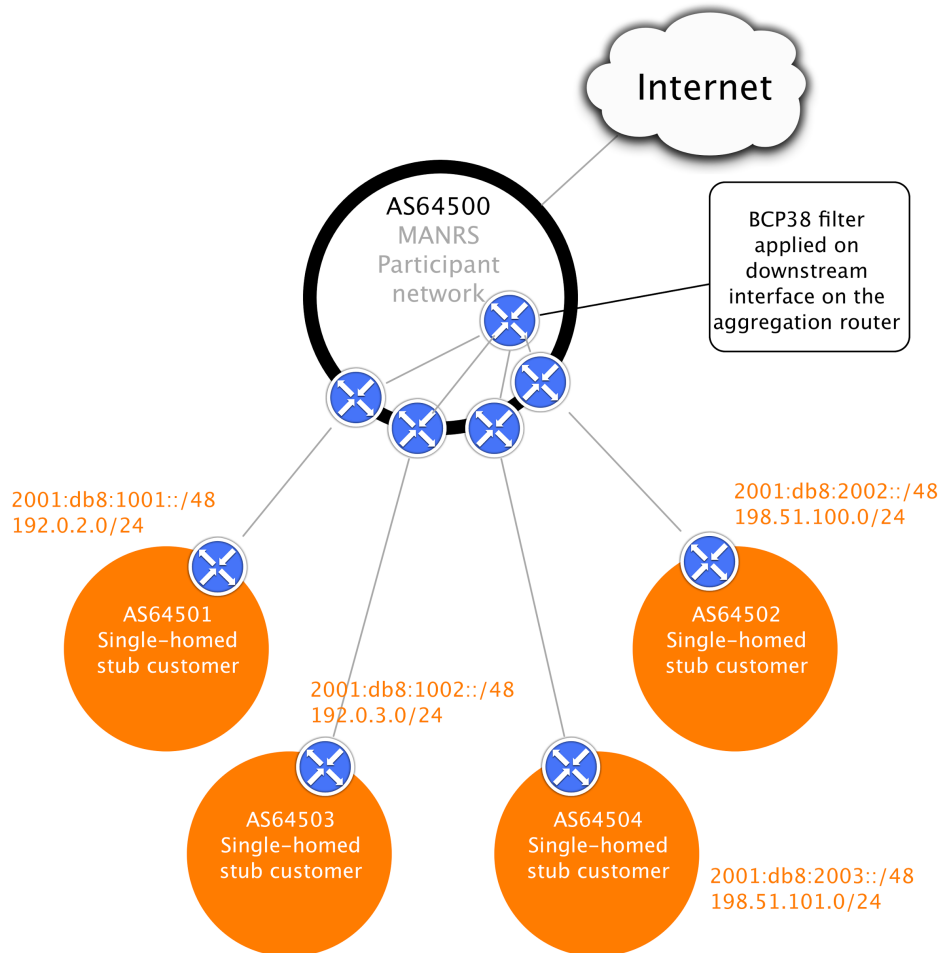 Internet
AS64500
MANRS
Participant
network
BCP38 filter
applied on
downstream
interface on the
aggregation router
2001:db8:1001::/48
192.0.2.0/24
2001:db8:2002::/48
198.51.100.0/24
AS64501
Single-homed
stub customer
AS64502
Single-homed
stub customer
2001:db8:1002::/48
192.0.3.0/24
AS64503
Single-homed
stub customer
AS64504
Single-homed
stub customer
2001:db8:2003::/48
198.51.101.0/24